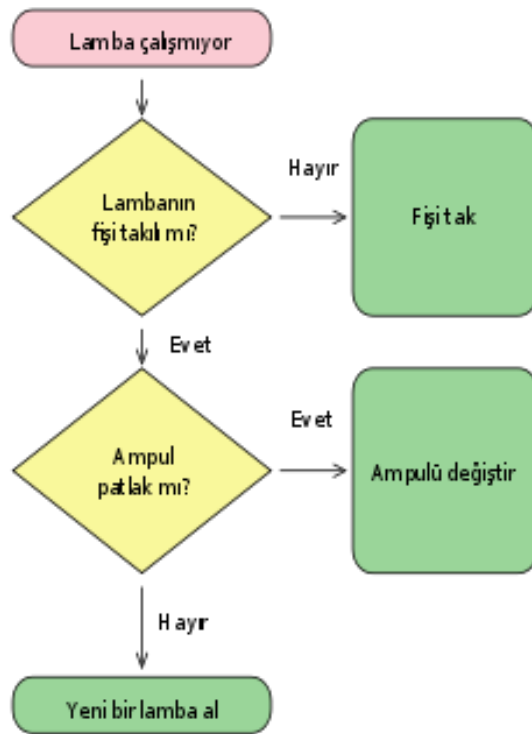 Lamba çalışmıyor
Hayır
Lambanın
fişi takılı mı?
Fişi tak
Evet
Evet
Ampul
patlak mı?
Ampulü değiştir
Hayır
Yeni bir lamba al